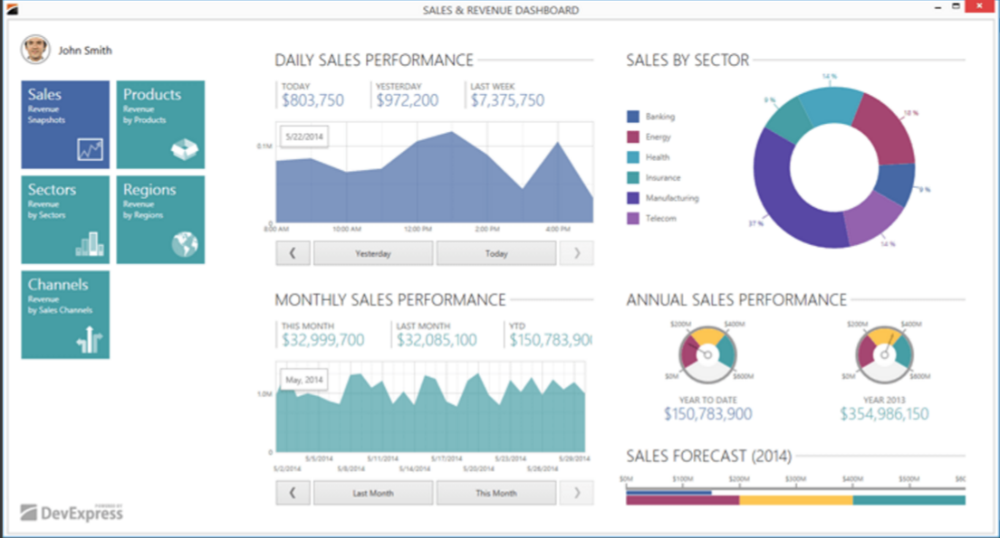 SALES & REVENUE DASHBOARD
John Smith
Sales
Revenue
Snapshots
Products
Revenue
by Products
Sectors
Revenue
by Sectors
Regions
Revenue
by Regions
Channels
Revenue
by Sales Channels
POWERED BY
DevExpress
DAILY SALES PERFORMANCE
TODAY
$803,750
YESTERDAY
$972,200
LAST WEEK
$7,375,750
5/22/2014
0.1M
0
8:00 AM 10:00 AM 12:00 PM 2:00 PM 4:00 PM
Yesterday
Today
MONTHLY SALES PERFORMANCE
THIS MONTH
$32,999,700
LAST MONTH
$32,085,100
YTD
$150,783,90
May, 2014
1.0M
0
5/5/2014 5/11/2014 5/17/2014 5/23/2014 5/29/2014
5/2/2014 5/8/2014 5/14/2014 5/20/2014 5/26/2014
Last Month
This Month
SALES BY SECTOR
Banking
Energy
Health
Insurance
Manufacturing
Telecom
14 %
18 %
9 %
14 %
37 %
9 %
ANNUAL SALES PERFORMANCE
$200M $400M
$0M $600M
YEAR TO DATE
$150,783,900
$200M $400M
$0M $600M
YEAR 2013
$354,986,150
SALES FORECAST (2014)
$0M $100M $200M $300M $400M $500M